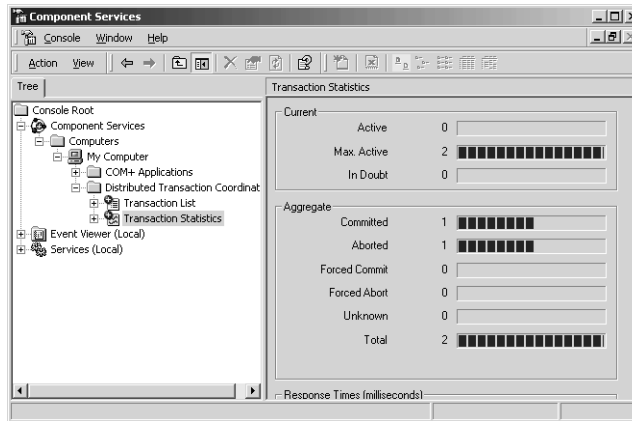 Component Services
Console Window Help
Action View
Tree
Transaction Statistics
Console Root
Component Services
Computers
My Computer
COM+ Applications
Distributed Transaction Coordinat
Transaction List
Transaction Statistics
Event Viewer (Local)
Services (Local)
Current
Active 0
Max. Active 2
In Doubt 0
Aggregate
Committed 1
Aborted 1
Forced Commit 0
Forced Abort 0
Unknown 0
Total 2
Response Times (milliseconds)